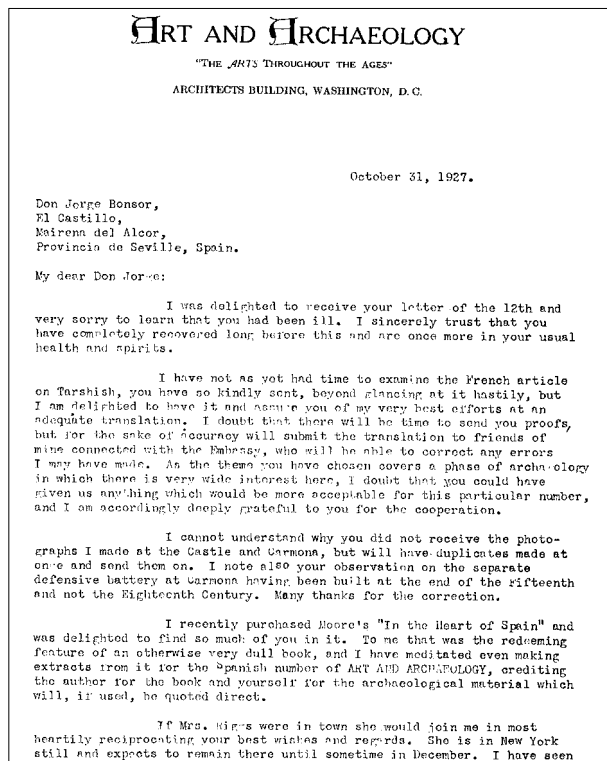 ART AND ARCHAEOLOGY
"THE ARTS THROUGHOUT THE AGES"
ARCHITECTS BUILDING, WASHINGTON, D. C.
October 31, 1927.
Don Jorge Bonsor,
El Castillo,
Mairena del Alcor,
Provincia de Seville, Spain.
My dear Don Jorge:
I was delighted to receive your letter of the 12th and
very sorry to learn that you had been ill. I sincerely trust that you
have completely recovered long before this and are once more in your usual
health and spirits.
I have not as yet had time to examine the French article
on Tarshish, you have so kindly sent, beyond glancing at it hastily, but
I am delighted to have it and assure you of my very best efforts at an
adequate translation. I doubt that there will be time to send you proofs,
but for the sake of accuracy will submit the translation to friends of
mine connected with the Embassy, who will be able to correct any errors
I may have made. As the theme you have chosen covers a phase of archaeology
in which there is very wide interest here, I doubt that you could have
given us anything which would be more acceptable for this particular number,
and I am accordingly deeply grateful to you for the cooperation.
I cannot understand why you did not receive the photo-
graphs I made at the Castle and Carmona, but will have duplicates made at
once and send them on. I note also your observation on the separate
defensive battery at Carmona having been built at the end of the Fifteenth
and not the Eighteenth Century. Many thanks for the correction.
I recently purchased Moore's "In the Heart of Spain" and
was delighted to find so much of you in it. To me that was the redeeming
feature of an otherwise very dull book, and I have meditated even making
extracts from it for the Spanish number of ART AND ARCHAEOLOGY, crediting
the author for the book and yourself for the archaeological material which
will, if used, be quoted direct.
If Mrs. Riggs were in town she would join me in most
heartily reciprocating your best wishes and regards. She is in New York
still and expects to remain there until sometime in December. I have seen